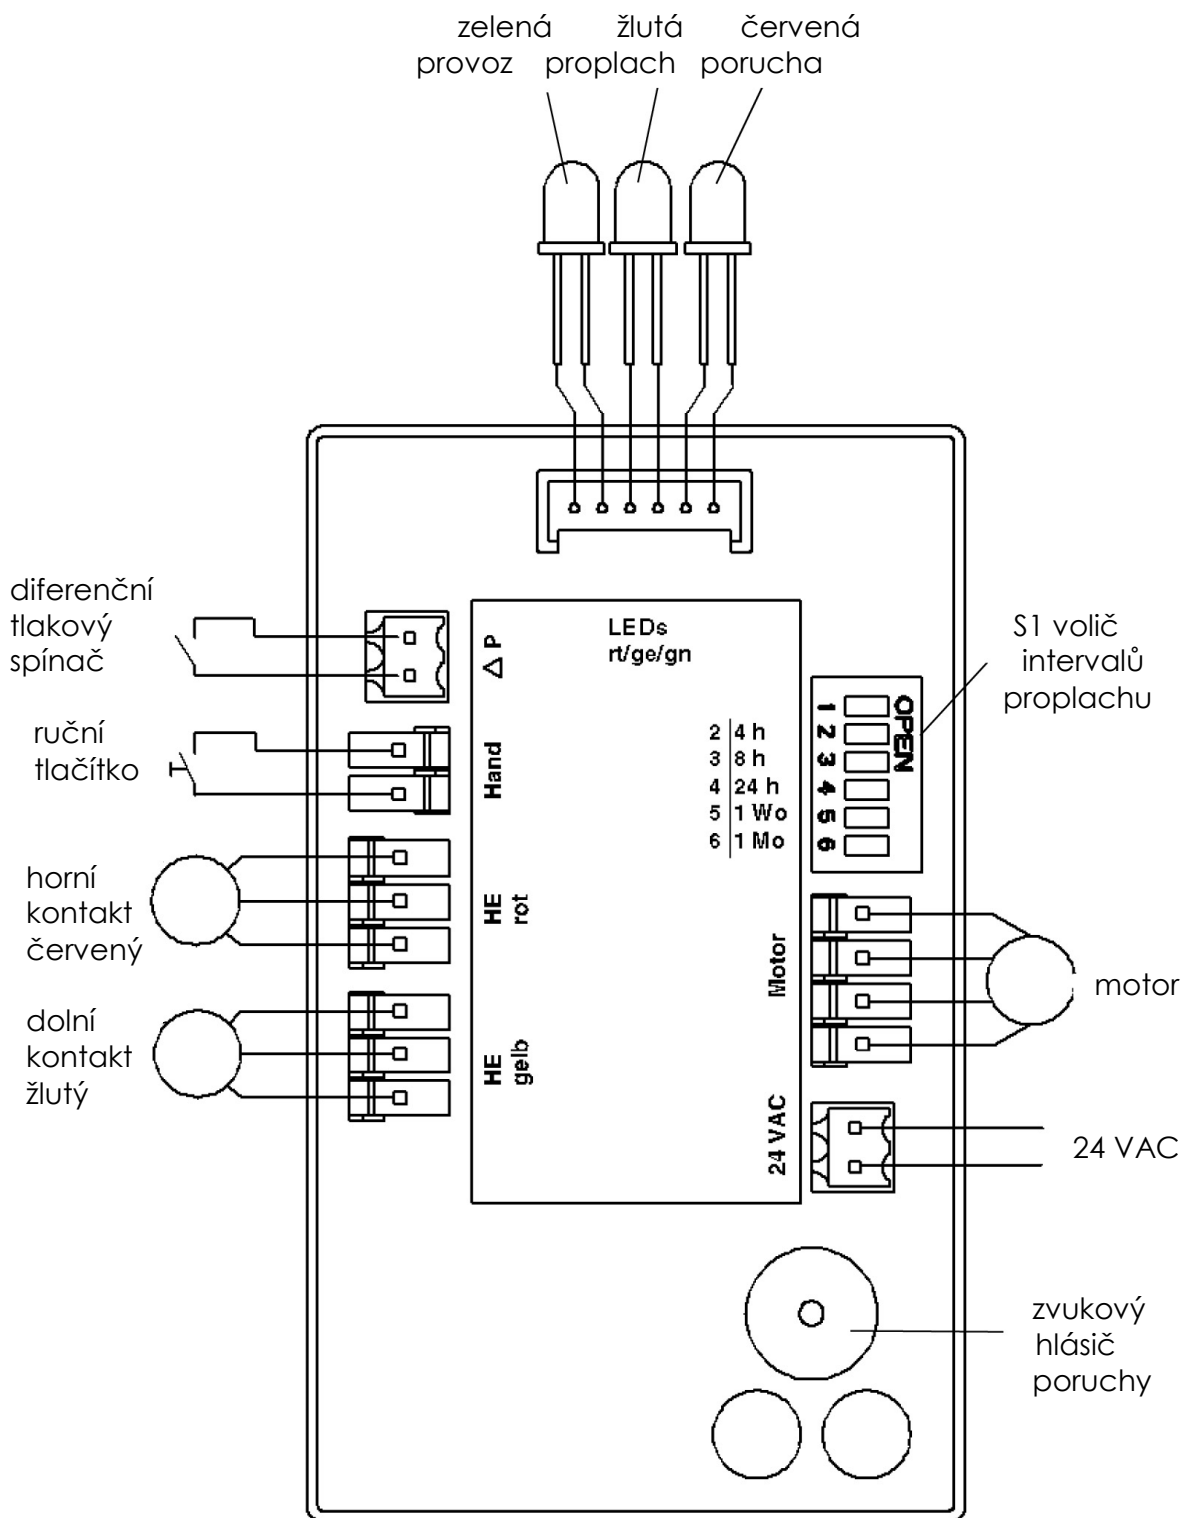 zelená žlutá červená
provoz proplach porucha
diferenční
tlakový
spínač
ruční
tlačítko
horní
kontakt
červený
dolní
kontakt
žlutý
△ P
Hand
HE
rot
HE
gelb
LEDs
rt/ge/gn
2 | 4 h
3 | 8 h
4 | 24 h
5 | 1 Wo
6 | 1 Mo
Motor
24 VAC
OPEN
1 2 3 4 5 6
S1 volič
intervalů
proplachu
motor
24 VAC
zvukový
hlásič
poruchy